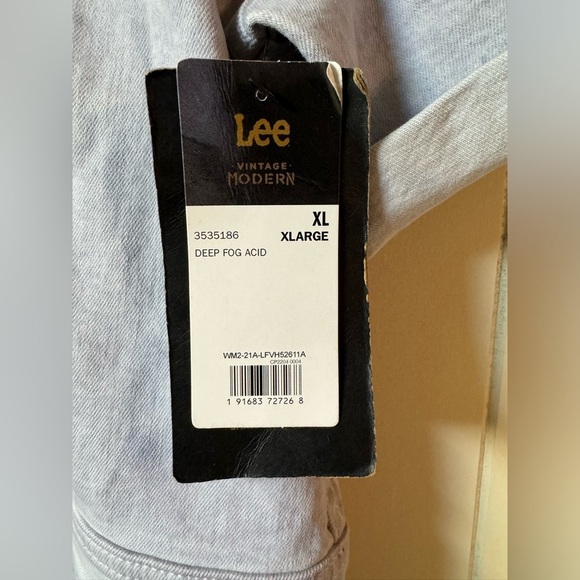 Lee
VINTAGE
MODERN
XL
3535186 XLARGE
DEEP FOG ACID
WM2-21A-LFVH52611A
CP2204 0004
1 91683 72726 8